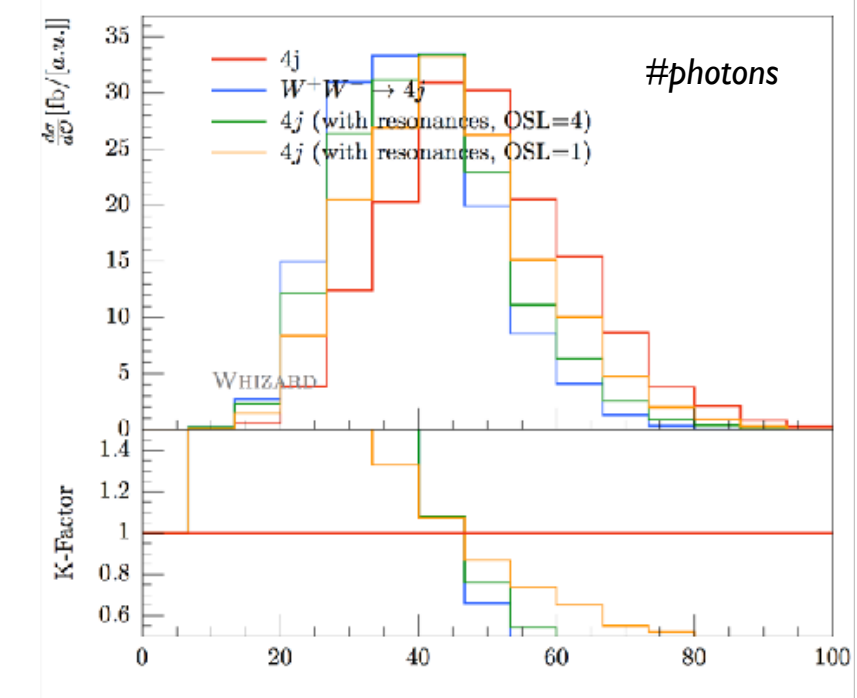 dσ/dO [fb/[a.u.]]
35
30
25
20
15
10
5
0
4j
W⁺W⁻ → 4j
4j (with resonances, OSL=4)
4j (with resonances, OSL=1)
#photons
WHIZARD
K-Factor
1.4
1.2
1
0.8
0.6
0 20 40 60 80 100